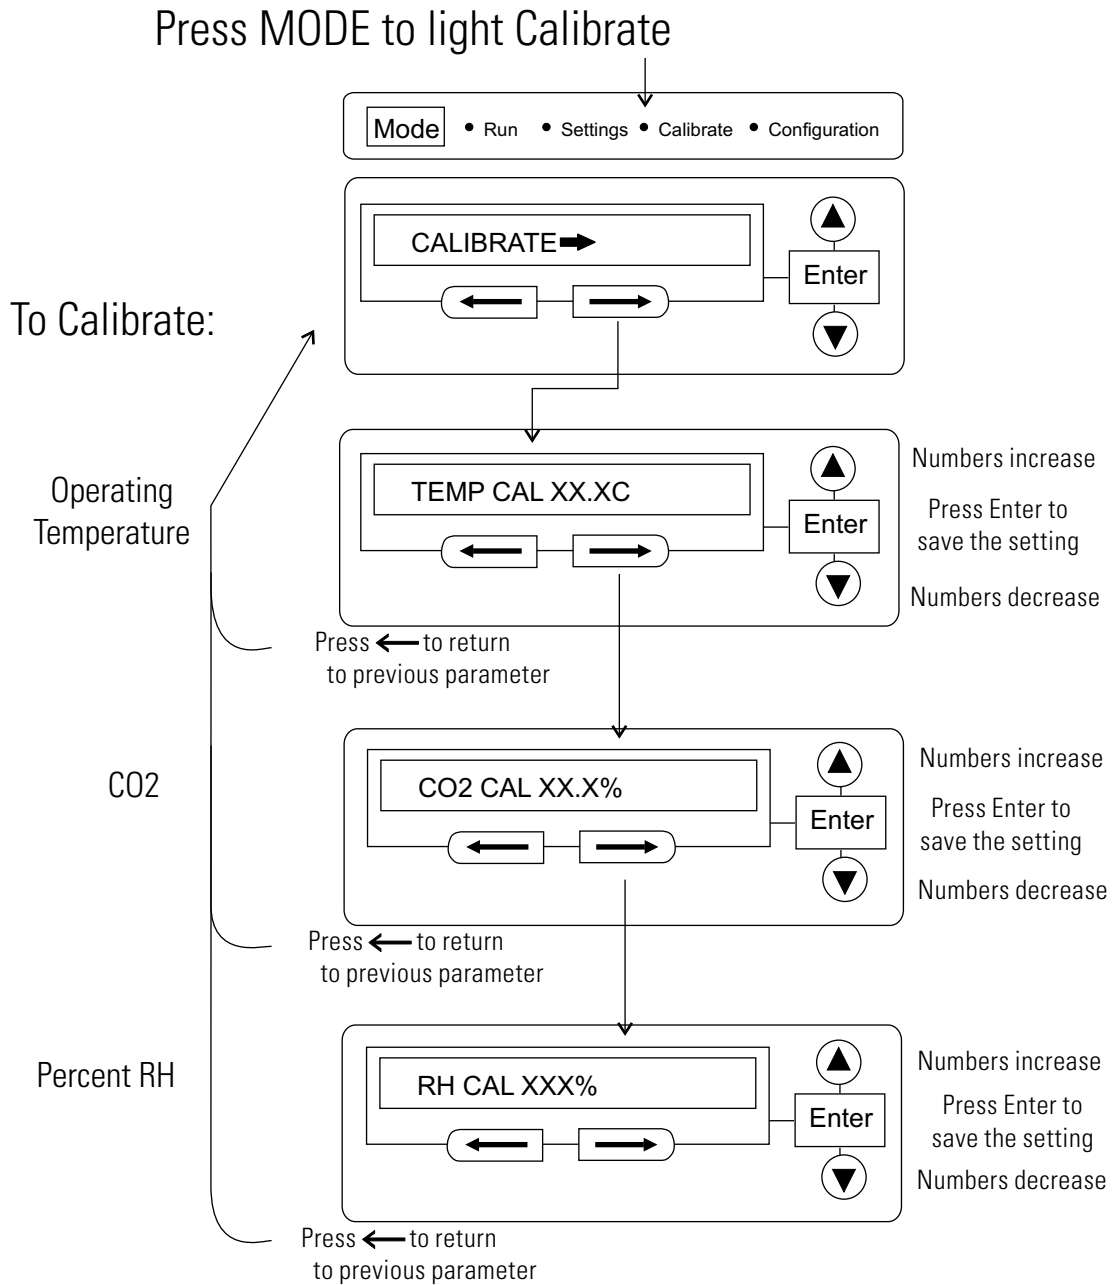 Press MODE to light Calibrate
Mode • Run • Settings • Calibrate • Configuration
CALIBRATE➡
Enter
To Calibrate:
Operating
Temperature
TEMP CAL XX.XC
Enter
Numbers increase
Press Enter to
save the setting
Numbers decrease
Press ← to return
to previous parameter
CO2
CO2 CAL XX.X%
Enter
Numbers increase
Press Enter to
save the setting
Numbers decrease
Press ← to return
to previous parameter
Percent RH
RH CAL XXX%
Enter
Numbers increase
Press Enter to
save the setting
Numbers decrease
Press ← to return
to previous parameter